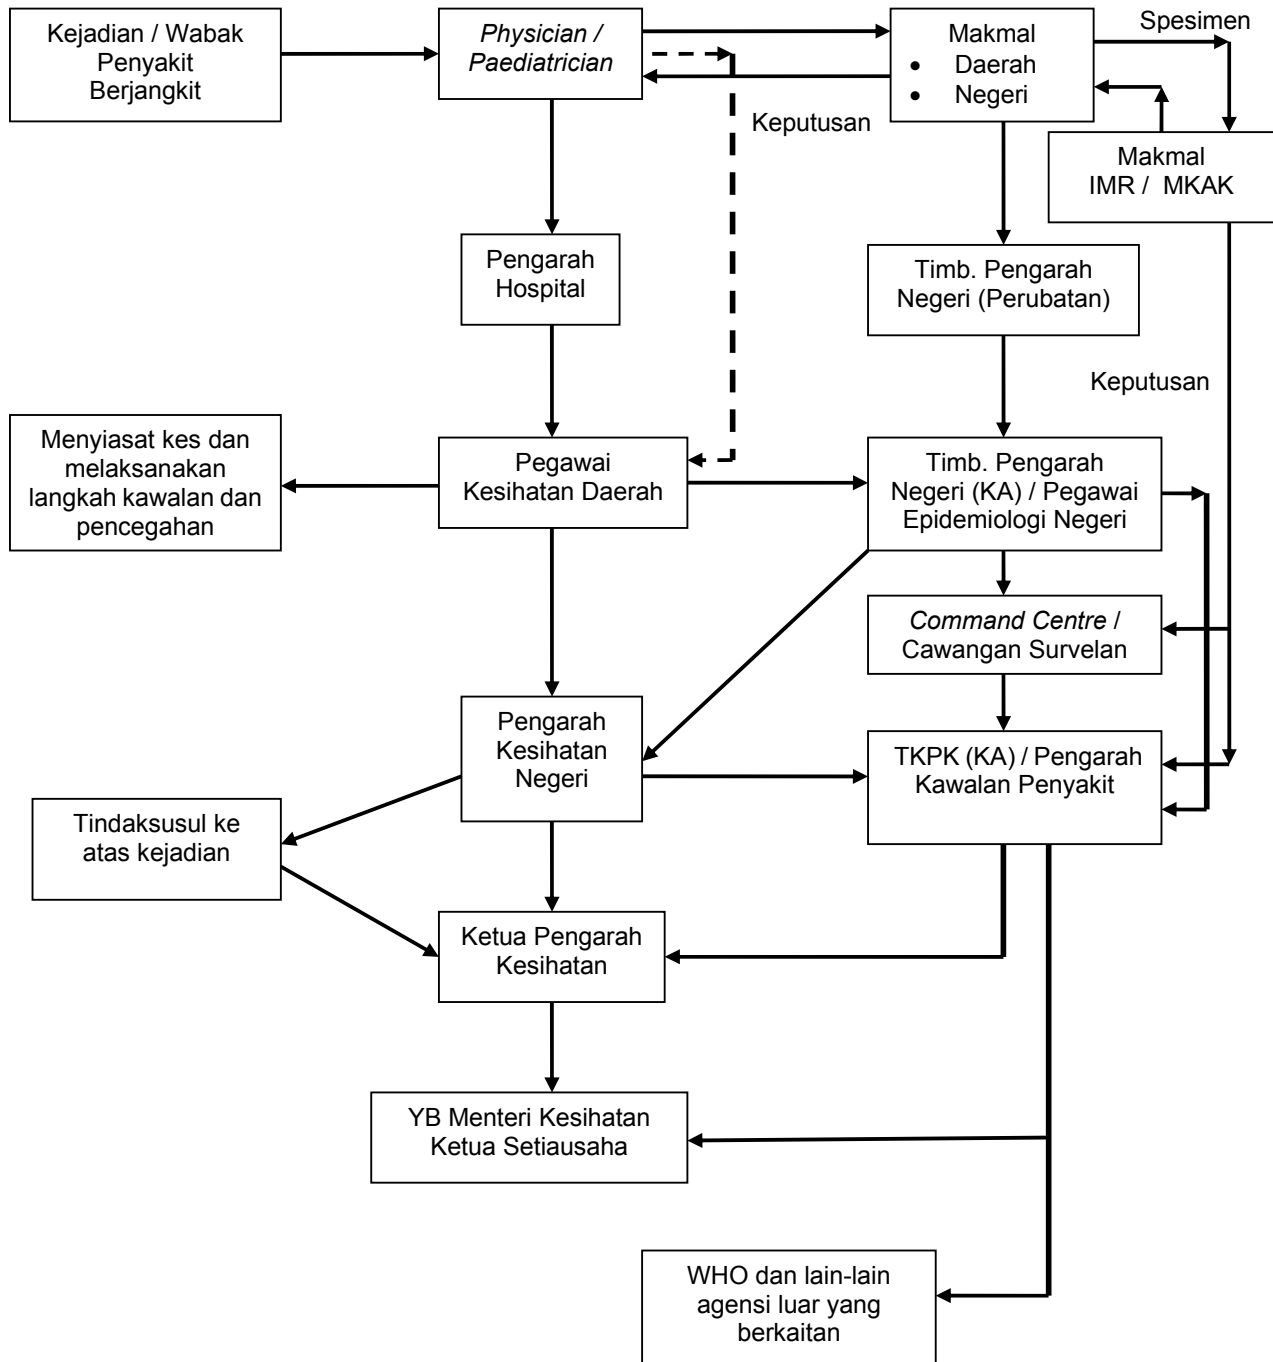 Kejadian / Wabak
Penyakit
Berjangkit
Physician /
Paediatrician
Makmal
• Daerah
• Negeri
Spesimen
Keputusan
Makmal
IMR / MKAK
Pengarah
Hospital
Timb. Pengarah
Negeri (Perubatan)
Keputusan
Menyiasat kes dan
melaksanakan
langkah kawalan dan
pencegahan
Pegawai
Kesihatan Daerah
Timb. Pengarah
Negeri (KA) / Pegawai
Epidemiologi Negeri
Command Centre /
Cawangan Survelan
Pengarah
Kesihatan
Negeri
TKPK (KA) / Pengarah
Kawalan Penyakit
Tindaksusul ke
atas kejadian
Ketua Pengarah
Kesihatan
YB Menteri Kesihatan
Ketua Setiausaha
WHO dan lain-lain
agensi luar yang
berkaitan